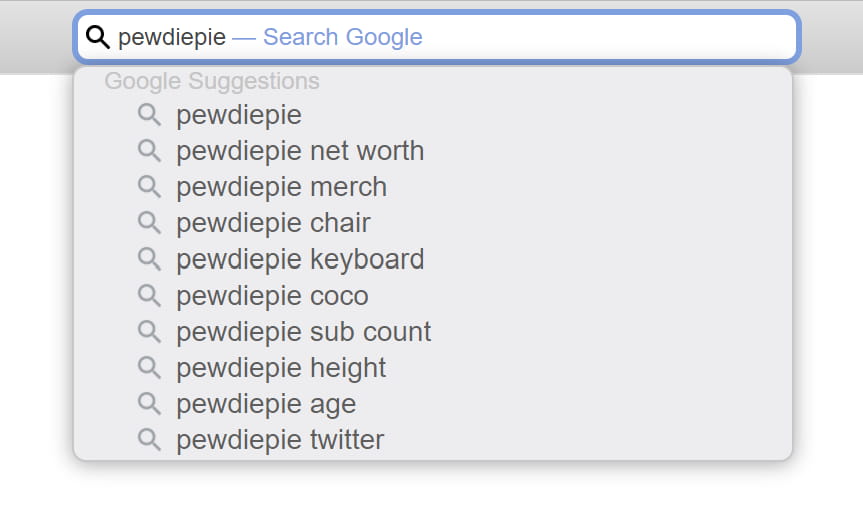 pewdiepie — Search Google
Google Suggestions
pewdiepie
pewdiepie net worth
pewdiepie merch
pewdiepie chair
pewdiepie keyboard
pewdiepie coco
pewdiepie sub count
pewdiepie height
pewdiepie age
pewdiepie twitter